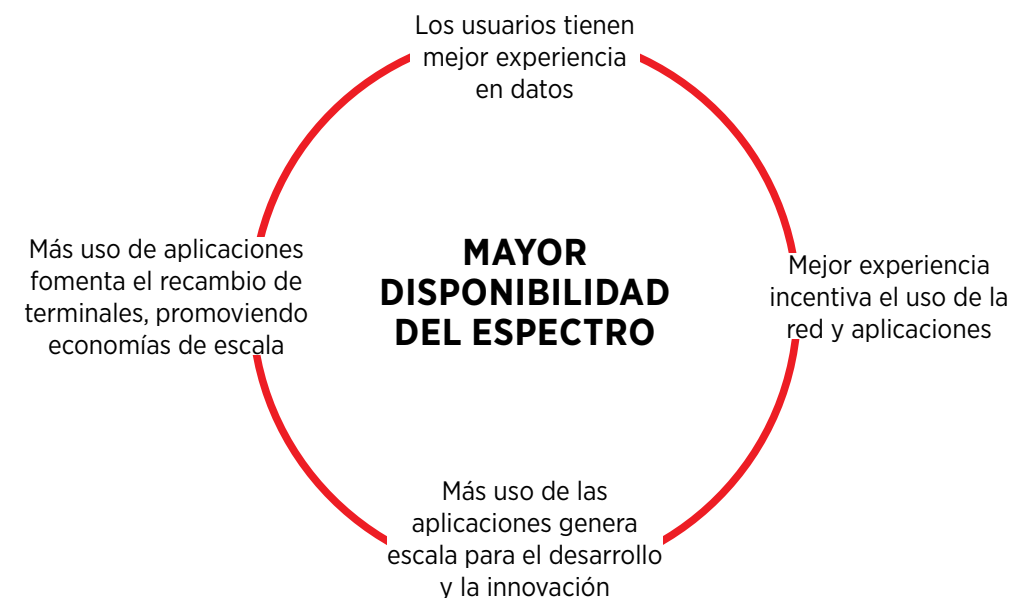 Los usuarios tienen
mejor experiencia
en datos
Más uso de aplicaciones
fomenta el recambio de
terminales, promoviendo
economías de escala
MAYOR
DISPONIBILIDAD
DEL ESPECTRO
Mejor experiencia
incentiva el uso de la
red y aplicaciones
Más uso de las
aplicaciones genera
escala para el desarrollo
y la innovación